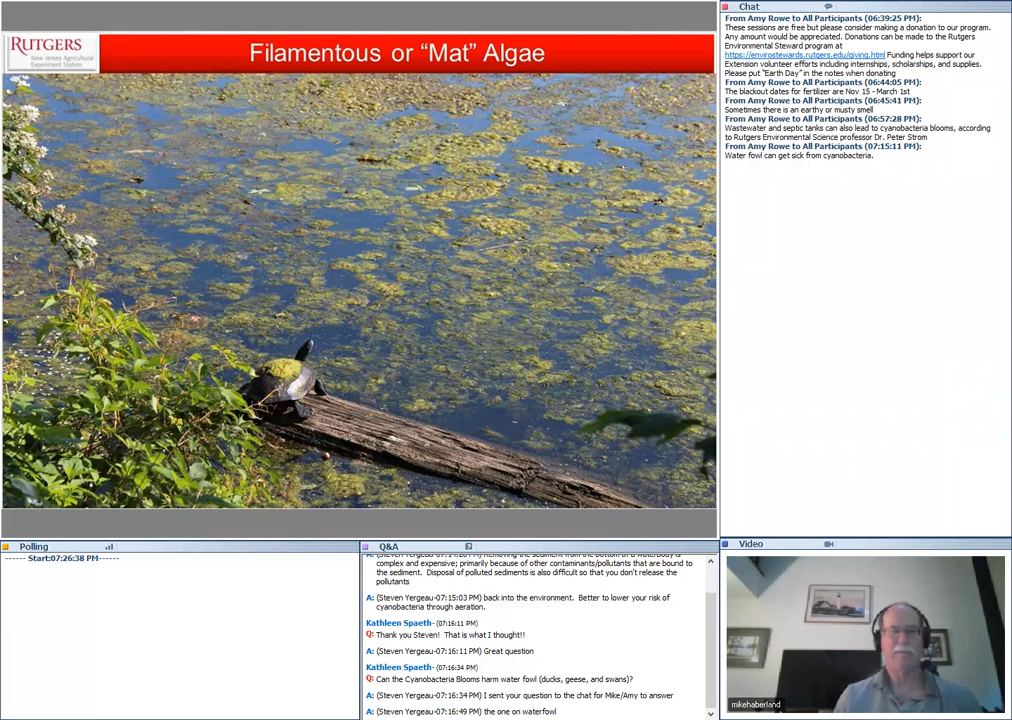 RUTGERS
New Jersey Agricultural
Experiment Station
Filamentous or “Mat” Algae
Chat
From Amy Rowe to All Participants (06:39:25 PM):
These sessions are free but please consider making a donation to our program.
Any amount would be appreciated. Donations can be made to the Rutgers
Environmental Steward program at
https://envirostewards.rutgers.edu/giving.html Funding helps support our
Extension volunteer efforts including internships, scholarships, and supplies.
Please put "Earth Day" in the notes when donating
From Amy Rowe to All Participants (06:44:05 PM):
The blackout dates for fertilizer are Nov 15 - March 1st
From Amy Rowe to All Participants (06:45:41 PM):
Sometimes there is an earthy or musty smell
From Amy Rowe to All Participants (06:57:28 PM):
Wastewater and septic tanks can also lead to cyanobacteria blooms, according
to Rutgers Environmental Science professor Dr. Peter Strom
From Amy Rowe to All Participants (07:15:11 PM):
Water fowl can get sick from cyanobacteria.
Polling
------ Start:07:26:38 PM------
Q&A
complex and expensive; primarily because of other contaminants/pollutants that are bound to
the sediment. Disposal of polluted sediments is also difficult so that you don't release the
pollutants
A: (Steven Yergeau-07:15:03 PM) back into the environment. Better to lower your risk of
cyanobacteria through aeration.
Kathleen Spaeth- (07:16:11 PM)
Q: Thank you Steven! That is what I thought!!
A: (Steven Yergeau-07:16:11 PM) Great question
Kathleen Spaeth- (07:16:34 PM)
Q: Can the Cyanobacteria Blooms harm water fowl (ducks, geese, and swans)?
A: (Steven Yergeau-07:16:34 PM) I sent your question to the chat for Mike/Amy to answer
A: (Steven Yergeau-07:16:49 PM) the one on waterfowl
Video
mikehaberland